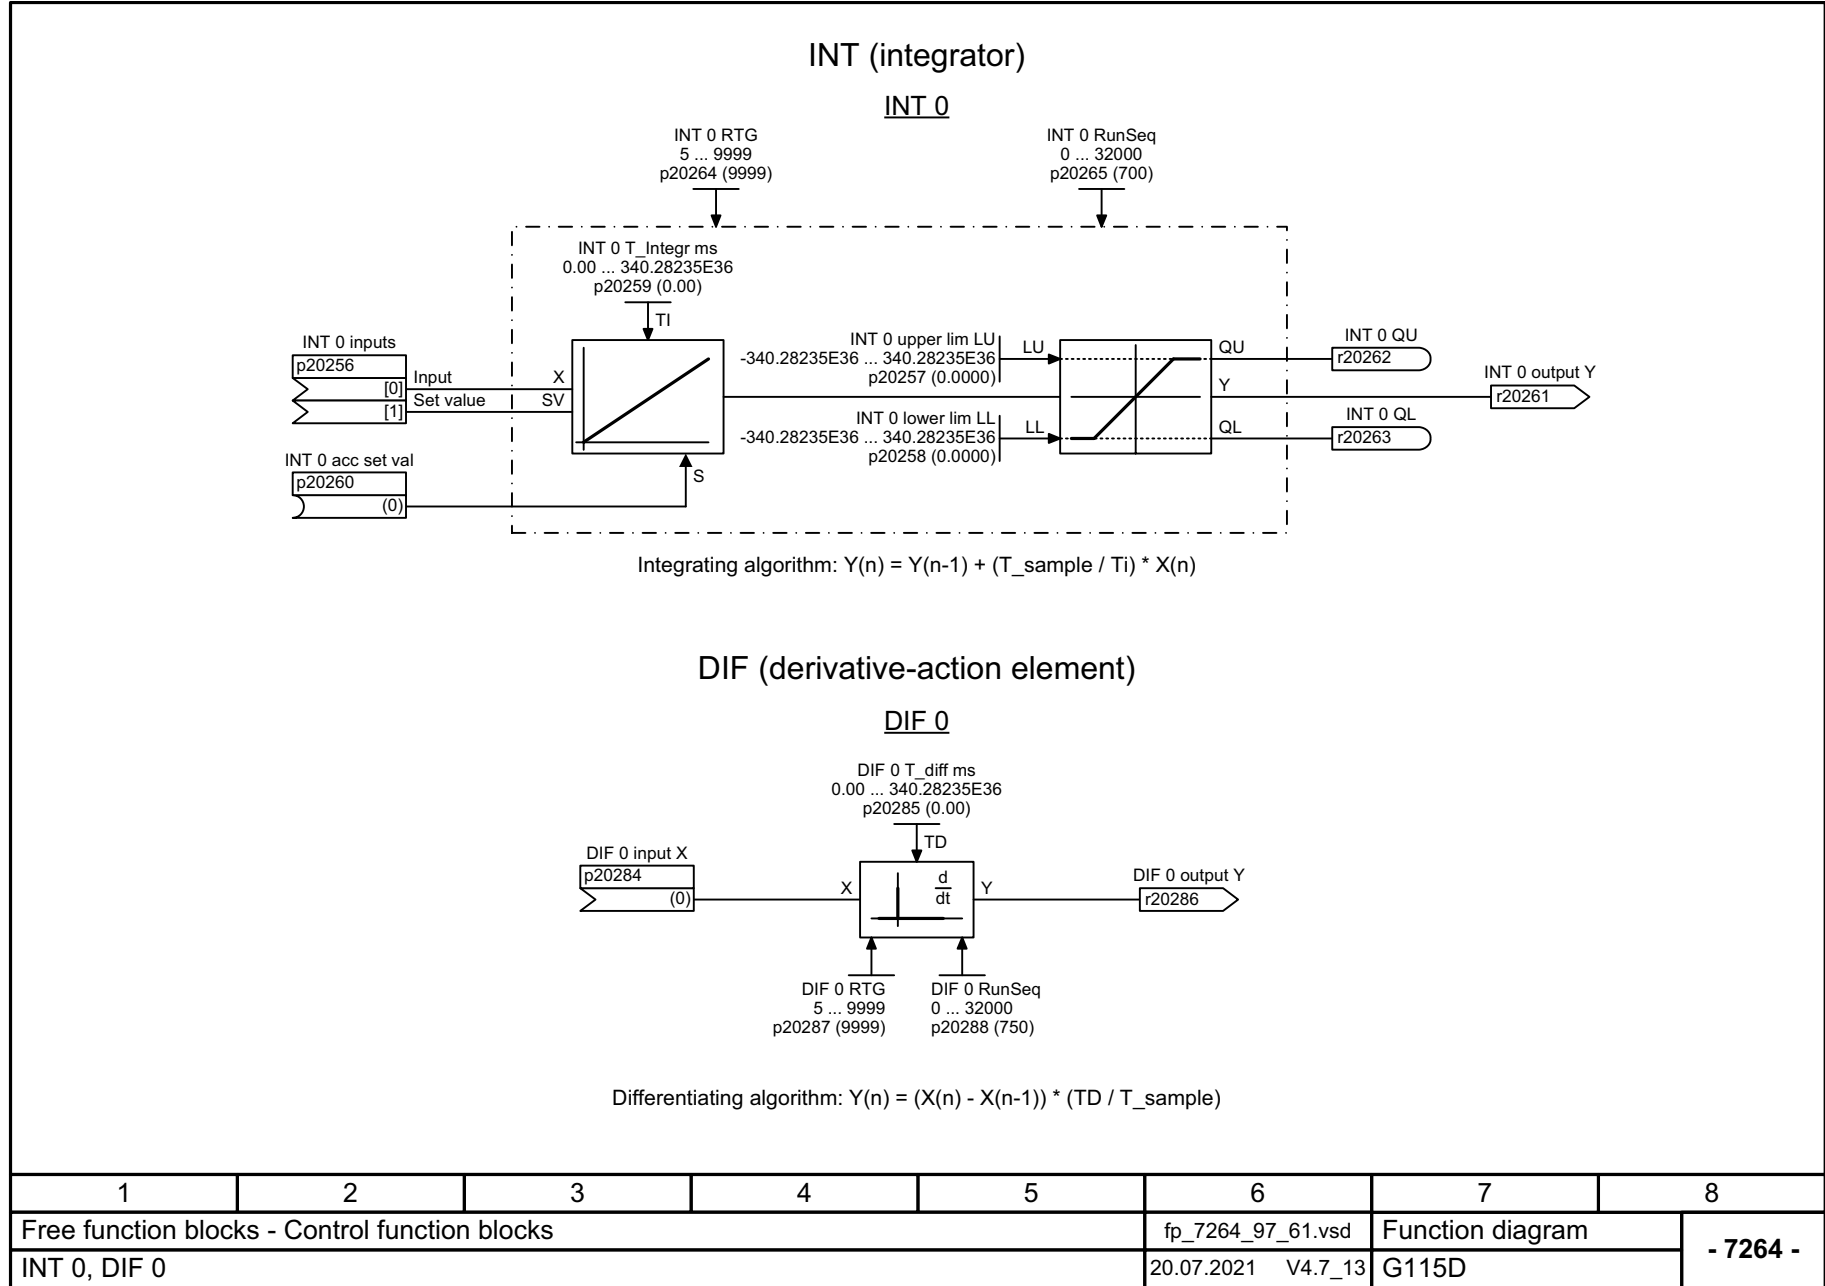 INT (integrator)
INT 0
INT 0 RTG
5 ... 9999
p20264 (9999)
INT 0 RunSeq
0 ... 32000
p20265 (700)
INT 0 T_Integr ms
0.00 ... 340.28235E36
p20259 (0.00)
TI
INT 0 inputs
p20256
[0]
[1]
Input
Set value
X
SV
INT 0 acc set val
p20260
(0)
S
INT 0 upper lim LU
-340.28235E36 ... 340.28235E36
p20257 (0.0000)
LU
INT 0 lower lim LL
-340.28235E36 ... 340.28235E36
p20258 (0.0000)
LL
QU
Y
QL
INT 0 QU
r20262
INT 0 output Y
r20261
INT 0 QL
r20263
Integrating algorithm: Y(n) = Y(n-1) + (T_sample / Ti) * X(n)
DIF (derivative-action element)
DIF 0
DIF 0 T_diff ms
0.00 ... 340.28235E36
p20285 (0.00)
TD
DIF 0 input X
p20284
(0)
X
d
dt
Y
DIF 0 output Y
r20286
DIF 0 RTG
5 ... 9999
p20287 (9999)
DIF 0 RunSeq
0 ... 32000
p20288 (750)
Differentiating algorithm: Y(n) = (X(n) - X(n-1)) * (TD / T_sample)
1 2 3 4 5 6 7 8
Free function blocks - Control function blocks
fp_7264_97_61.vsd
Function diagram
- 7264 -
INT 0, DIF 0
20.07.2021 V4.7_13
G115D